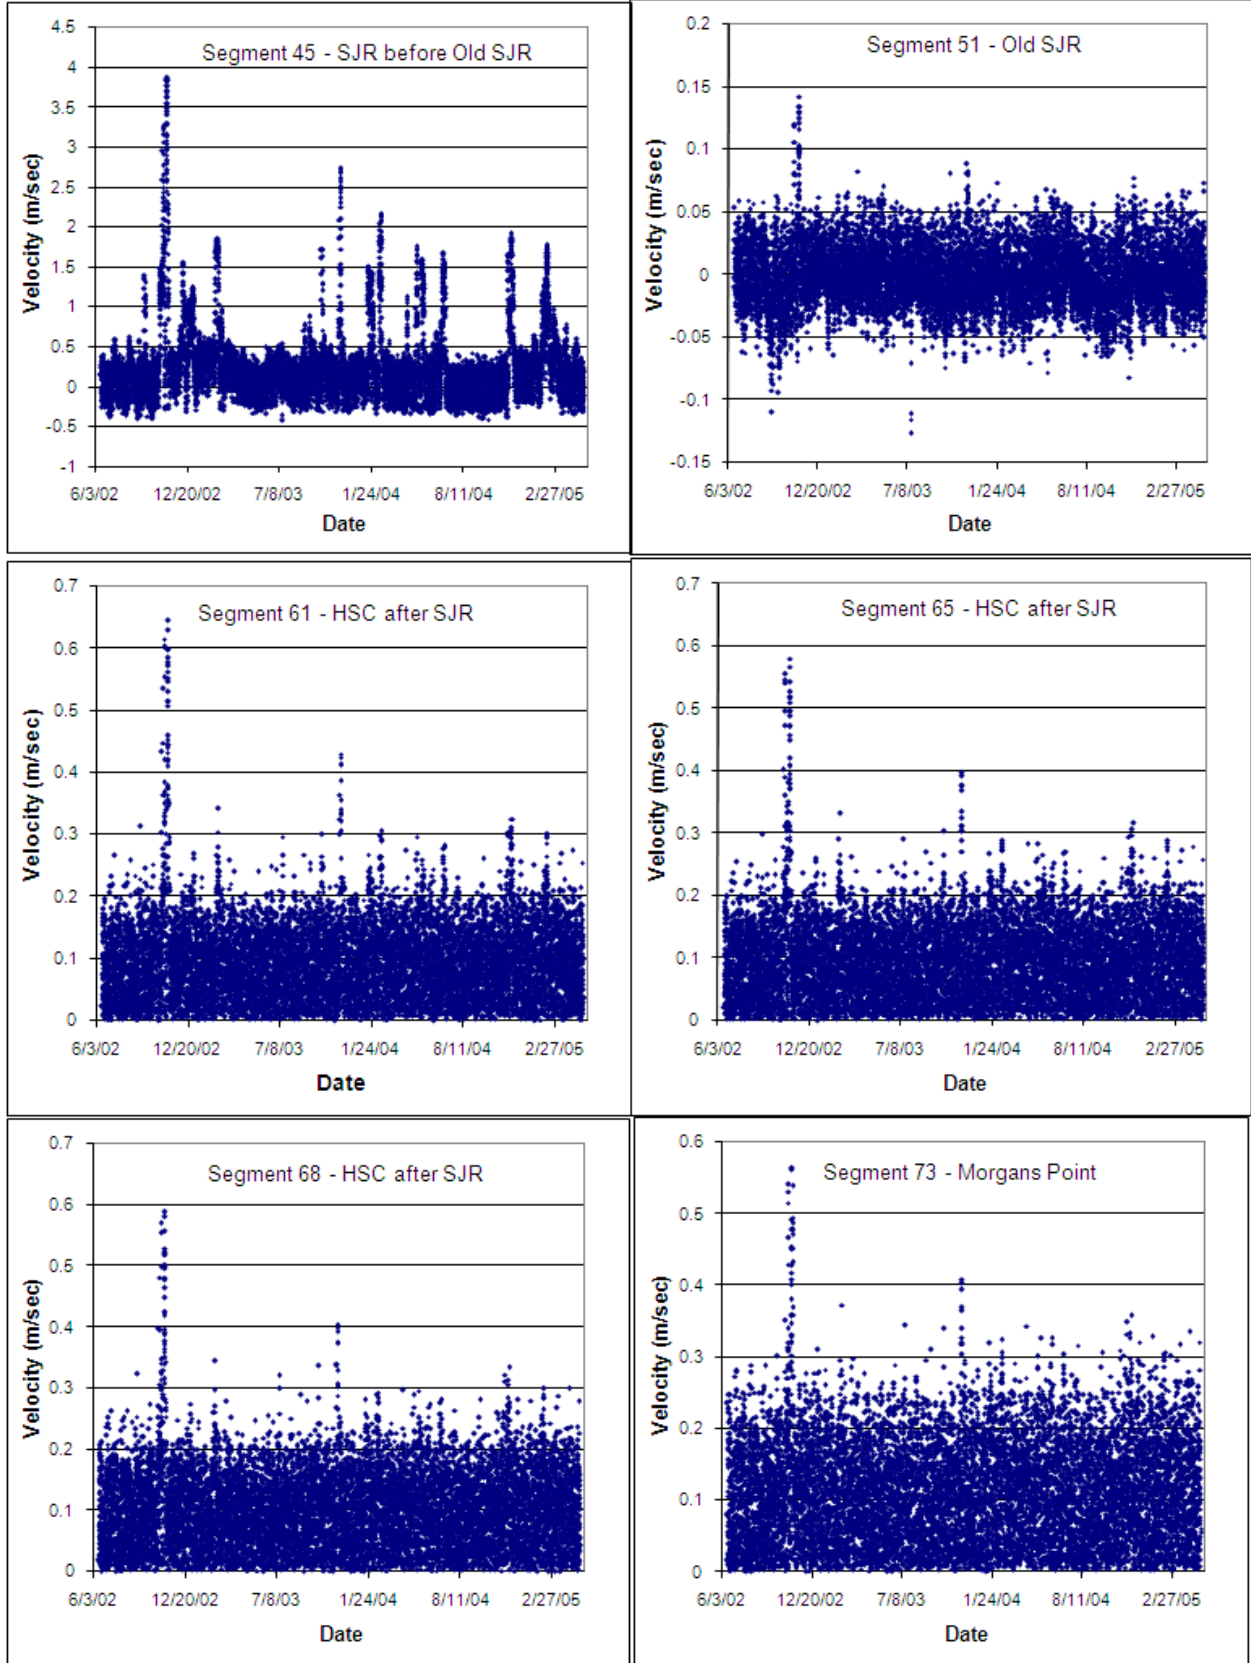 Segment 45 - SJR before Old SJR
Velocity (m/sec)
4.5
4
3.5
3
2.5
2
1.5
1
0.5
0
-0.5
-1
6/3/02 12/20/02 7/8/03 1/24/04 8/11/04 2/27/05
Date
Segment 51 - Old SJR
Velocity (m/sec)
0.2
0.15
0.1
0.05
0
-0.05
-0.1
-0.15
6/3/02 12/20/02 7/8/03 1/24/04 8/11/04 2/27/05
Date
Segment 61 - HSC after SJR
Velocity (m/sec)
0.7
0.6
0.5
0.4
0.3
0.2
0.1
0
6/3/02 12/20/02 7/8/03 1/24/04 8/11/04 2/27/05
Date
Segment 65 - HSC after SJR
Velocity (m/sec)
0.7
0.6
0.5
0.4
0.3
0.2
0.1
0
6/3/02 12/20/02 7/8/03 1/24/04 8/11/04 2/27/05
Date
Segment 68 - HSC after SJR
Velocity (m/sec)
0.7
0.6
0.5
0.4
0.3
0.2
0.1
0
6/3/02 12/20/02 7/8/03 1/24/04 8/11/04 2/27/05
Date
Segment 73 - Morgans Point
Velocity (m/sec)
0.6
0.5
0.4
0.3
0.2
0.1
0
6/3/02 12/20/02 7/8/03 1/24/04 8/11/04 2/27/05
Date